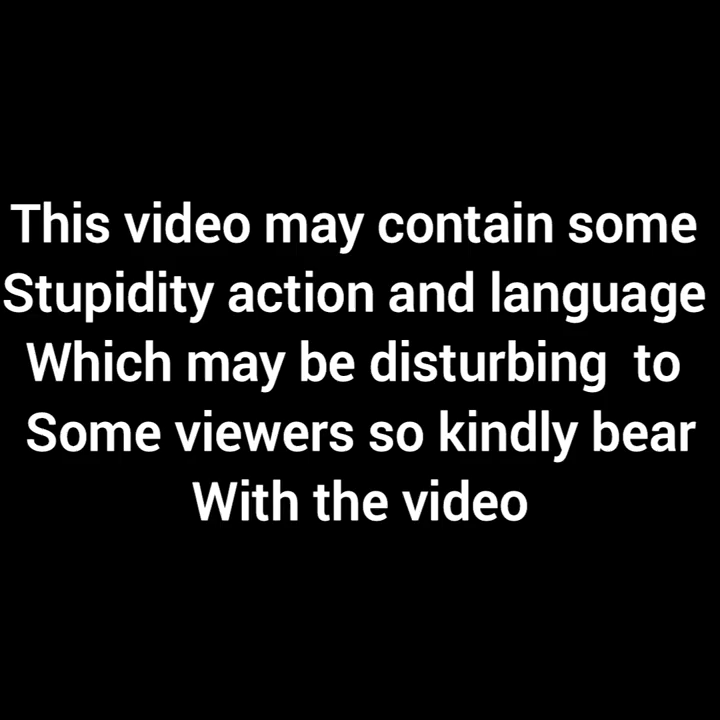 This video may contain some
Stupidity action and language
Which may be disturbing to
Some viewers so kindly bear
With the video